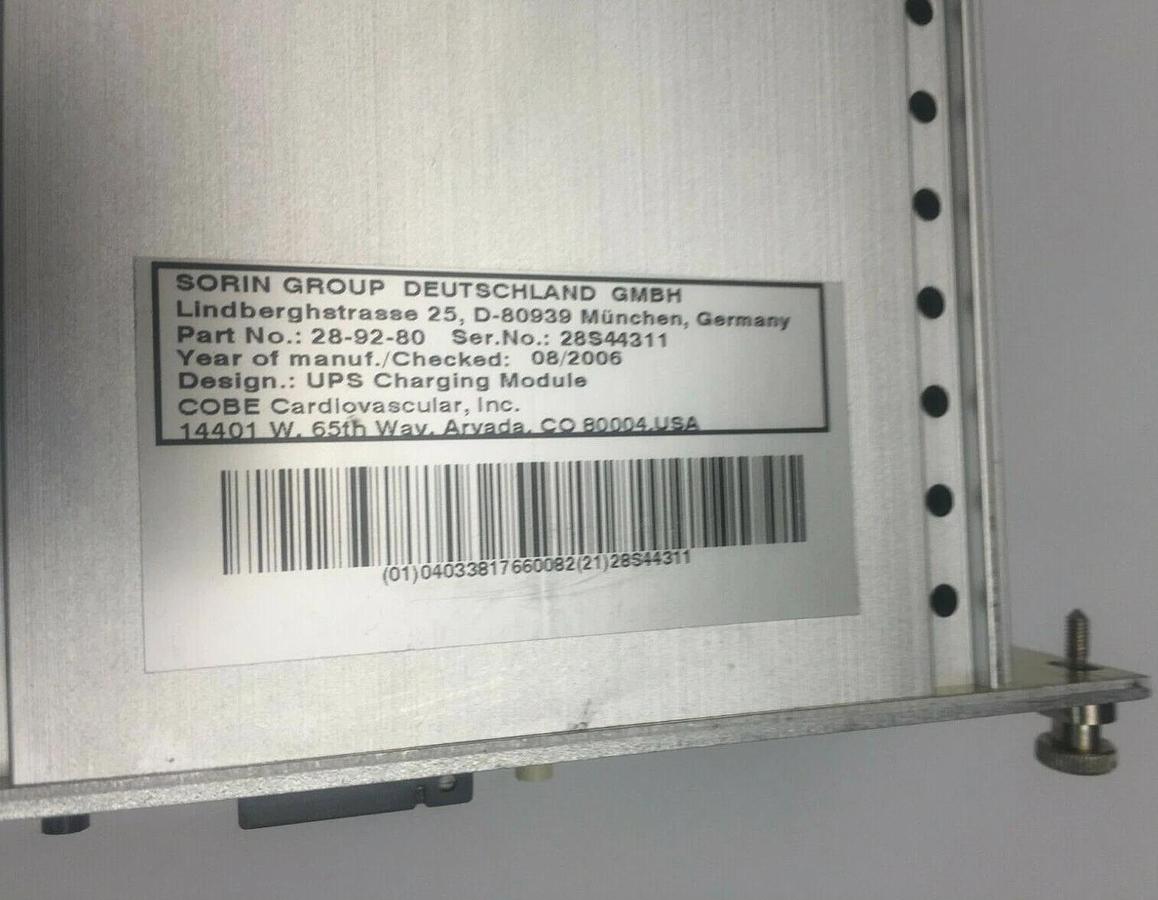 SORIN GROUP DEUTSCHLAND GMBH
Lindberghstrasse 25, D-80939 München, Germany
Part No.: 28-92-80 Ser.No.: 28S44311
Year of manuf./Checked: 08/2006
Design.: UPS Charging Module
COBE Cardiovascular, Inc.
14401 W. 65th Way, Arvada, CO 80004.USA
(01)04033817660082(21)28S44311